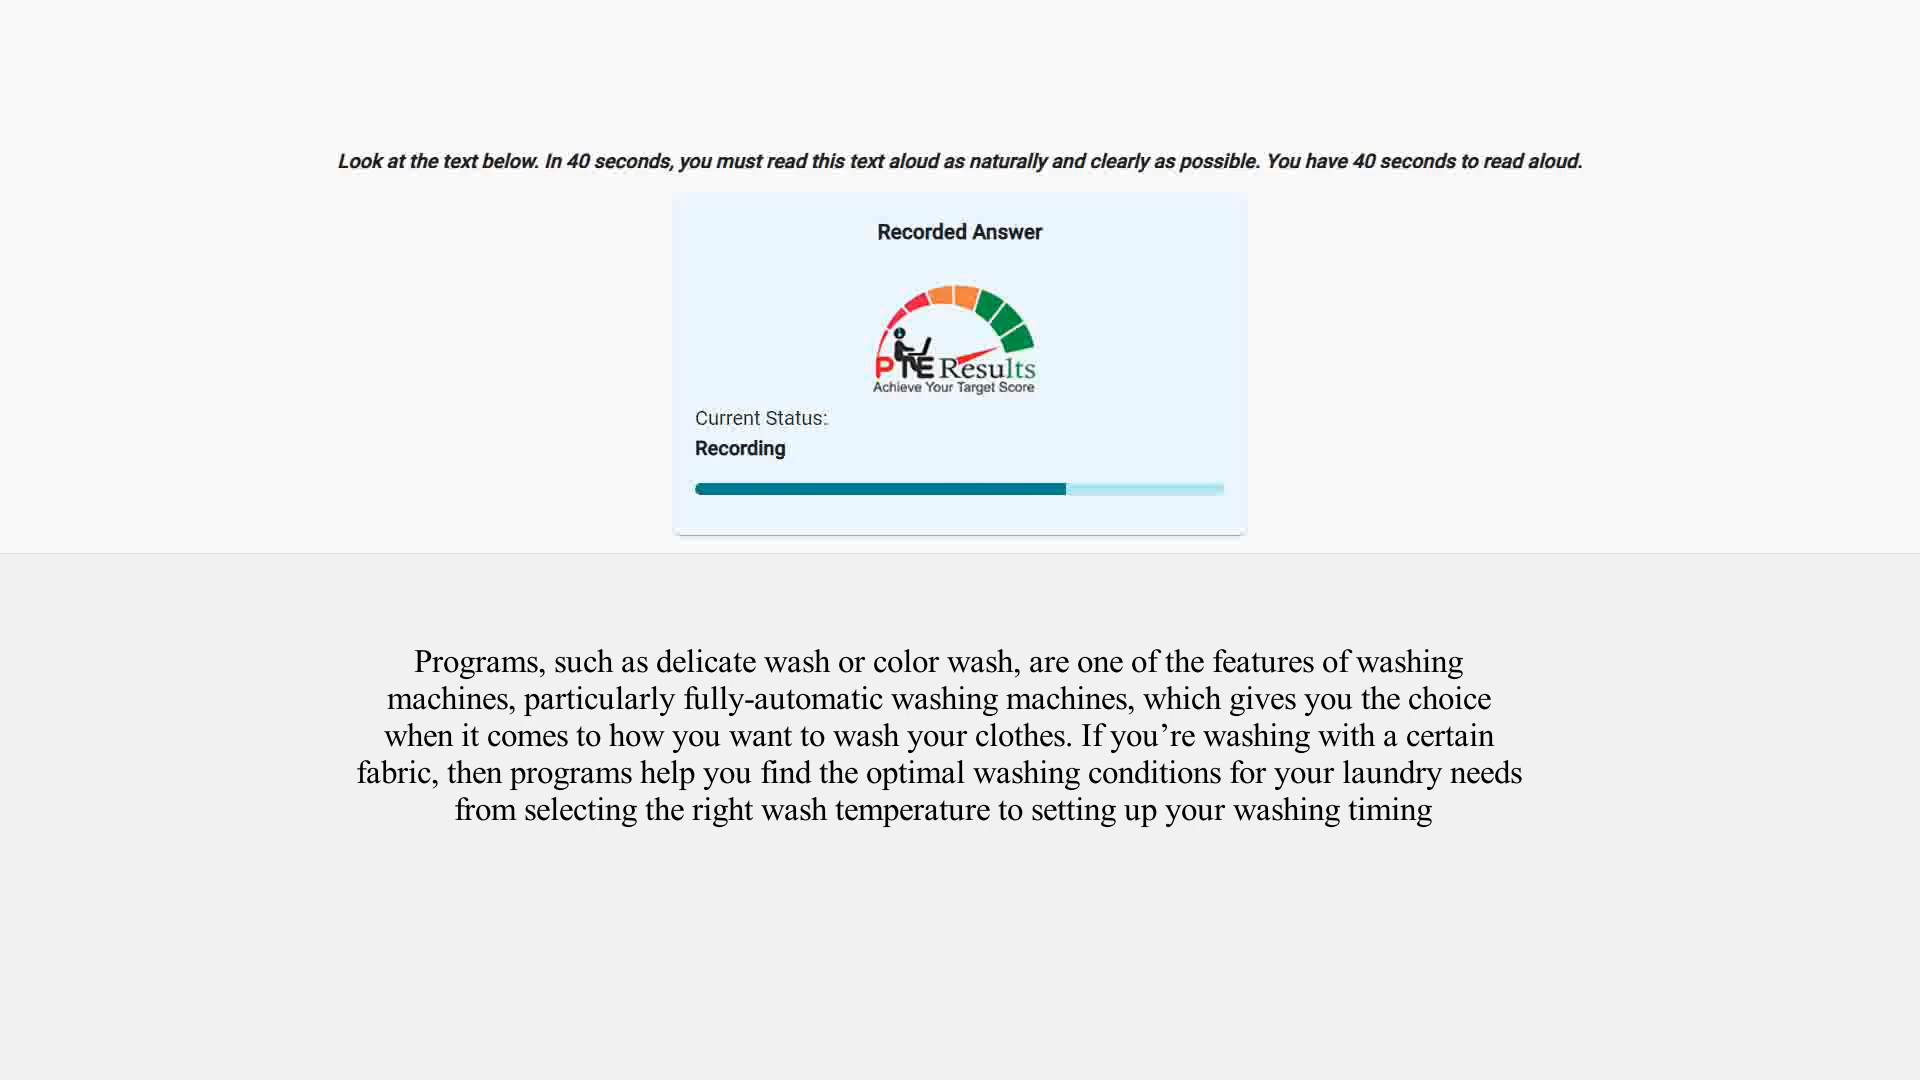 Look at the text below. In 40 seconds, you must read this text aloud as naturally and clearly as possible. You have 40 seconds to read aloud.
Recorded Answer
PTE Results
Achieve Your Target Score
Current Status:
Recording
Programs, such as delicate wash or color wash, are one of the features of washing
machines, particularly fully-automatic washing machines, which gives you the choice
when it comes to how you want to wash your clothes. If you’re washing with a certain
fabric, then programs help you find the optimal washing conditions for your laundry needs
from selecting the right wash temperature to setting up your washing timing